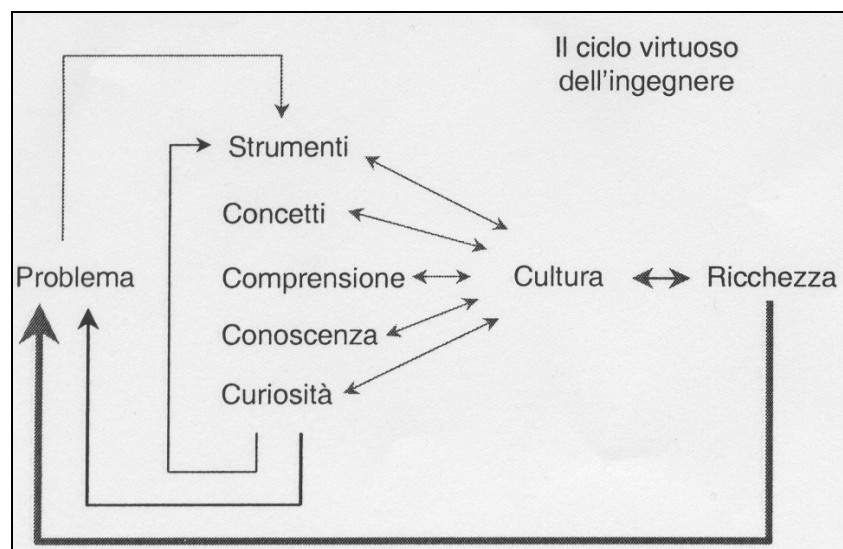 Il ciclo virtuoso
dell'ingegnere
Strumenti
Concetti
Problema
Comprensione
Cultura
Ricchezza
Conoscenza
Curiosità